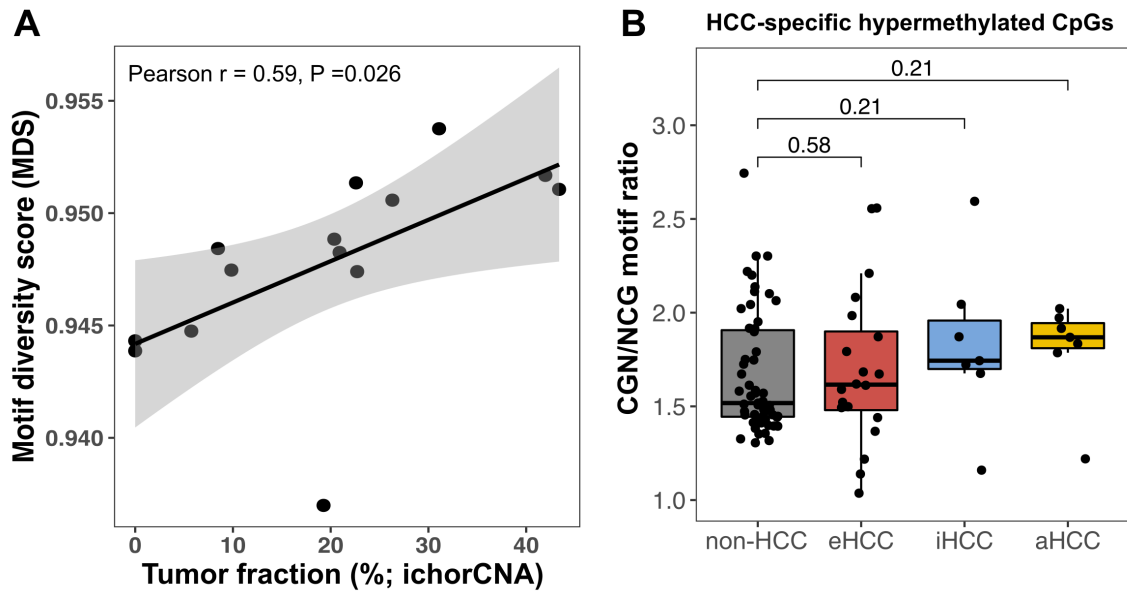 A
Pearson r = 0.59, P =0.026
Motif diversity score (MDS)
0.955
0.950
0.945
0.940
0
10
20
30
40
Tumor fraction (%; ichorCNA)
B
HCC-specific hypermethylated CpGs
0.21
0.21
0.58
CGN/NCG motif ratio
3.0
2.5
2.0
1.5
1.0
non-HCC
eHCC
iHCC
aHCC